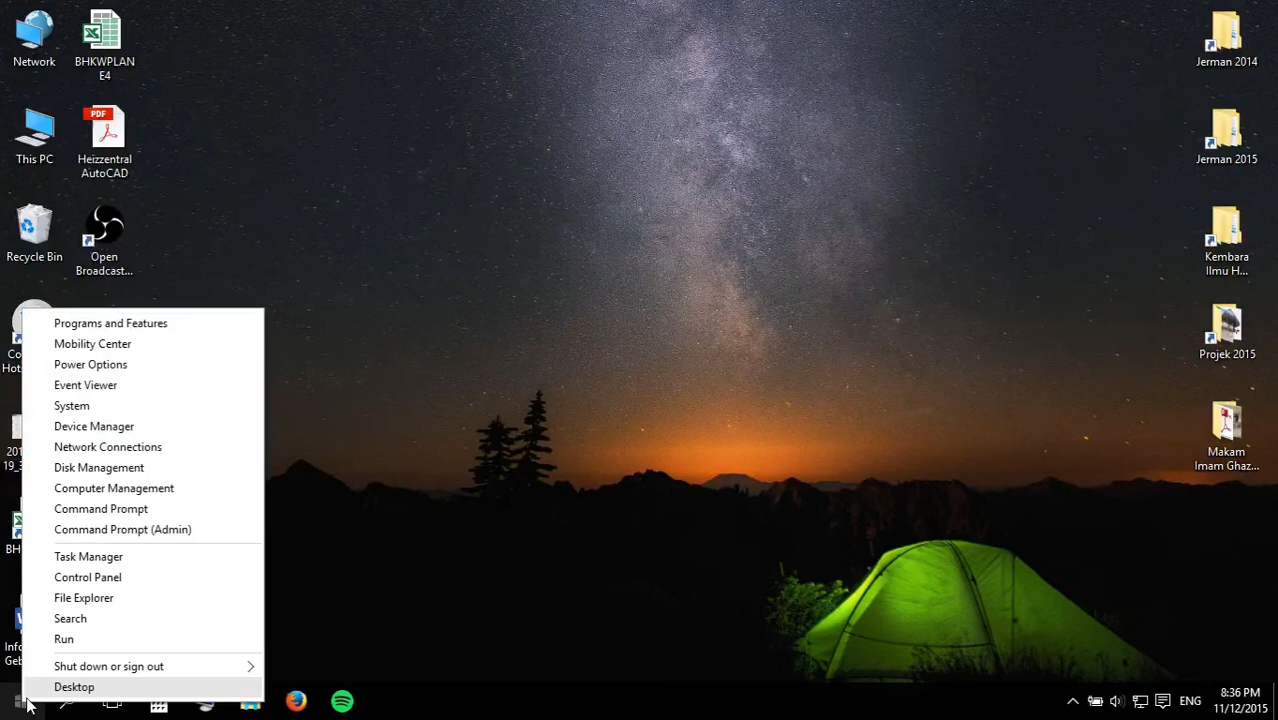 Network
BHKWPLAN
E4
This PC
PDF
Heizzentral
AutoCAD
Recycle Bin
Open
Broadcast...
Programs and Features
Mobility Center
Power Options
Event Viewer
System
Device Manager
Network Connections
Disk Management
Computer Management
Command Prompt
Command Prompt (Admin)
Task Manager
Control Panel
File Explorer
Search
Run
Shut down or sign out
Desktop
Jerman 2014
Jerman 2015
Kembara
Ilmu H...
Projek 2015
Makam
Imam Ghaz...
ENG
8:36 PM
11/12/2015